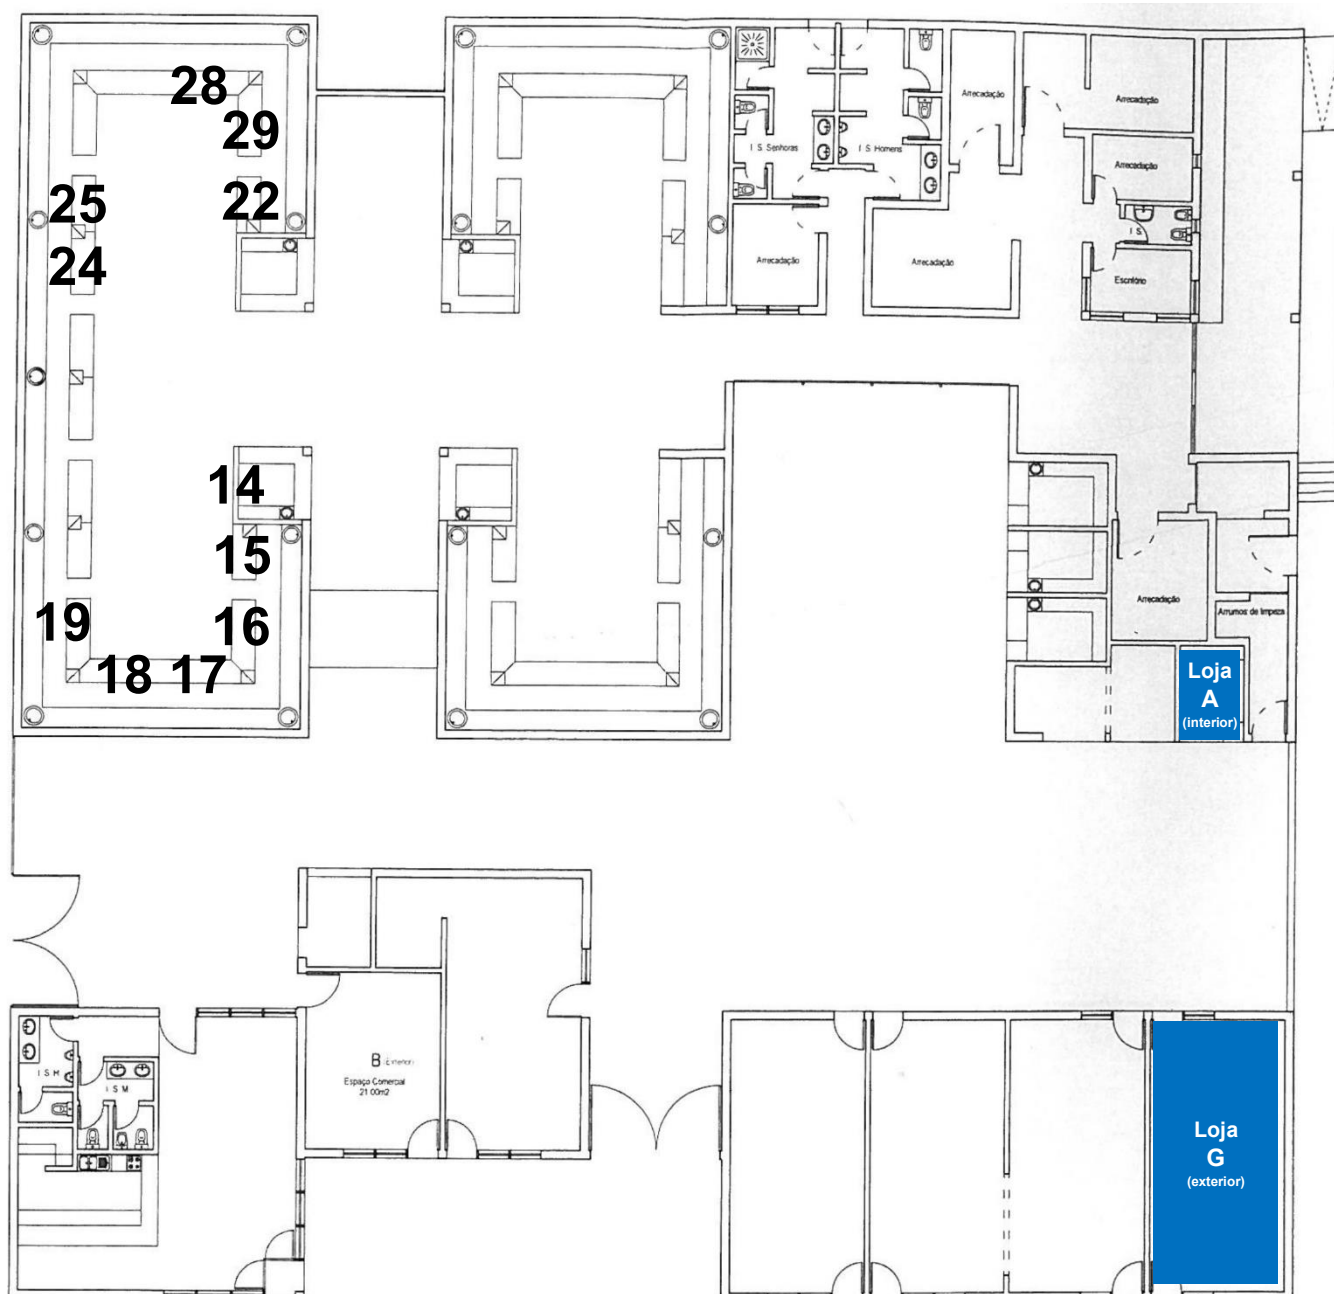 28
29
25
22
24
14
15
19
16
18
17
I S Senhoras
I S Homens
Arrecadação
Arrecadação
Arrecadação
I S
Arrecadação
Arrecadação
Escritório
Arrecadação
Arrumos de limpeza
Loja
A
(interior)
B (Exterior)
Espaço Comercial
21 00m2
I S H
I S M
Loja
G
(exterior)